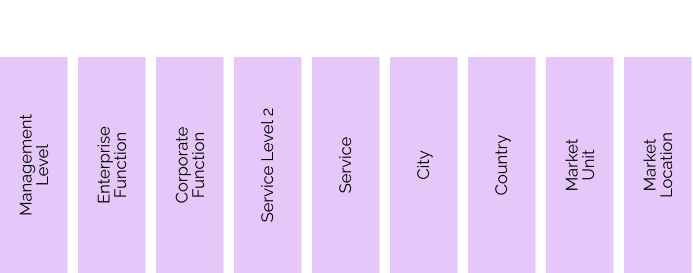 Management
Level
Enterprise
Function
Corporate
Function
Service Level 2
Service
City
Country
Market
Unit
Market
Location